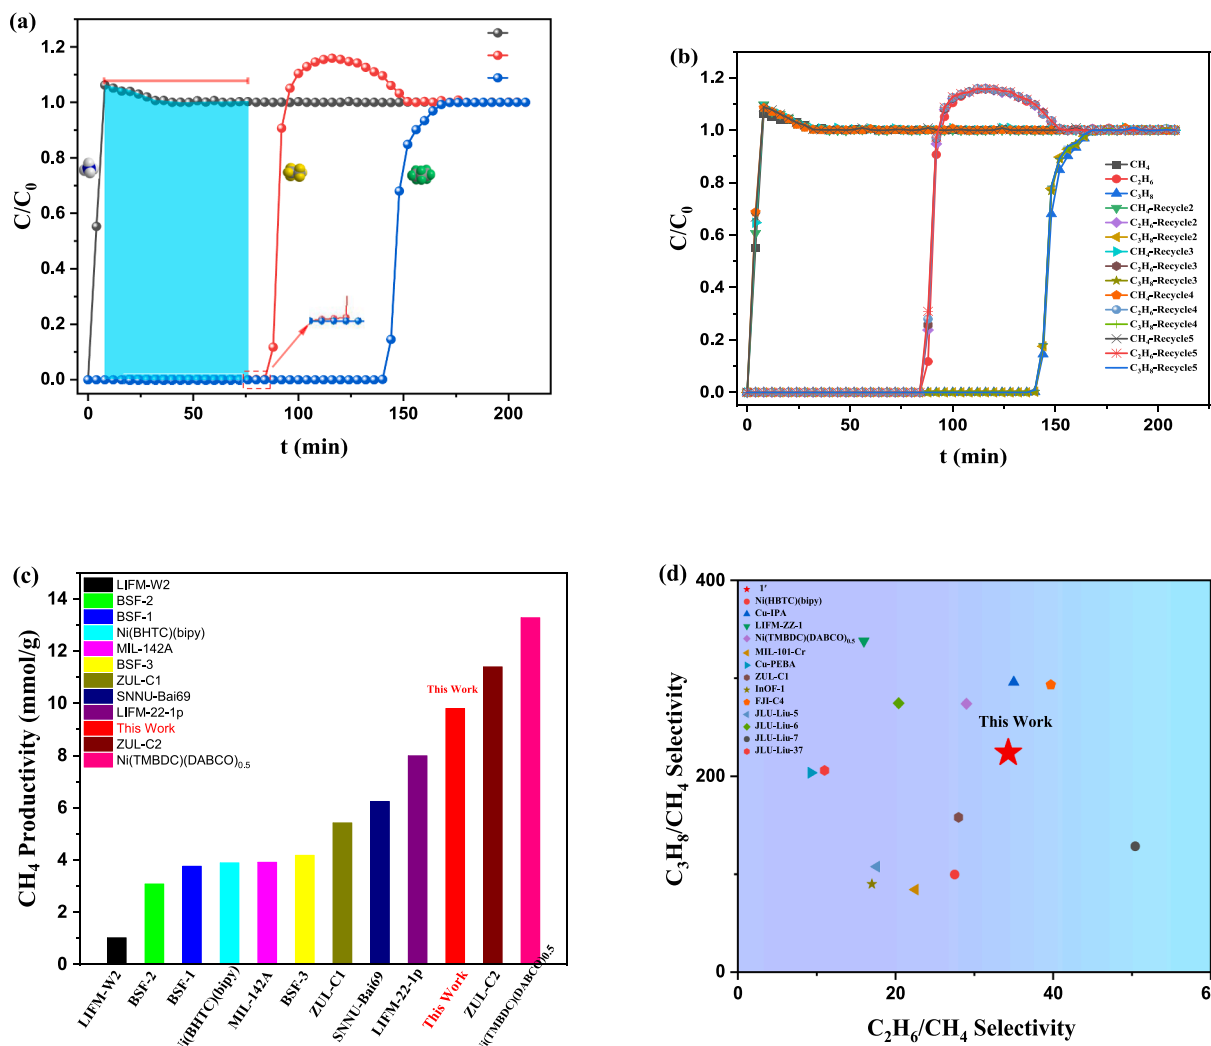 (a)
1.2
1.0
0.8
0.6
0.4
0.2
0.0
C/C₀
0
50
100
150
200
t (min)
(b)
1.2
1.0
0.8
0.6
0.4
0.2
0.0
C/C₀
0
50
100
150
200
t (min)
CH₄
C₂H₆
C₃H₈
CH₄-Recycle2
C₂H₆-Recycle2
C₃H₈-Recycle2
CH₄-Recycle3
C₂H₆-Recycle3
C₃H₈-Recycle3
CH₄-Recycle4
C₂H₆-Recycle4
C₃H₈-Recycle4
CH₄-Recycle5
C₂H₆-Recycle5
C₃H₈-Recycle5
(c)
14
12
10
8
6
4
2
0
CH₄ Productivity (mmol/g)
LIFM-W2
BSF-2
BSF-1
Ni(BHTC)(bipy)
MIL-142A
BSF-3
ZUL-C1
SNNU-Bai69
LIFM-22-1p
This Work
ZUL-C2
Ni(TMBDC)(DABCO)₀.₅
This Work
LIFM-W2
BSF-2
BSF-1
Ni(BHTC)(bipy)
MIL-142A
BSF-3
ZUL-C1
SNNU-Bai69
LIFM-22-1p
This Work
ZUL-C2
Ni(TMBDC)(DABCO)0.5
(d)
400
200
0
C₃H₈/CH₄ Selectivity
1'
Ni(HBTC)(bipy)
Cu-IPA
LIFM-ZZ-1
Ni(TMBDC)(DABCO)₀.₅
MIL-101-Cr
Cu-PEBA
ZUL-C1
InOF-1
FJI-C4
JLU-Liu-5
JLU-Liu-6
JLU-Liu-7
JLU-Liu-37
This Work
0
20
40
6
C₂H₆/CH₄ Selectivity